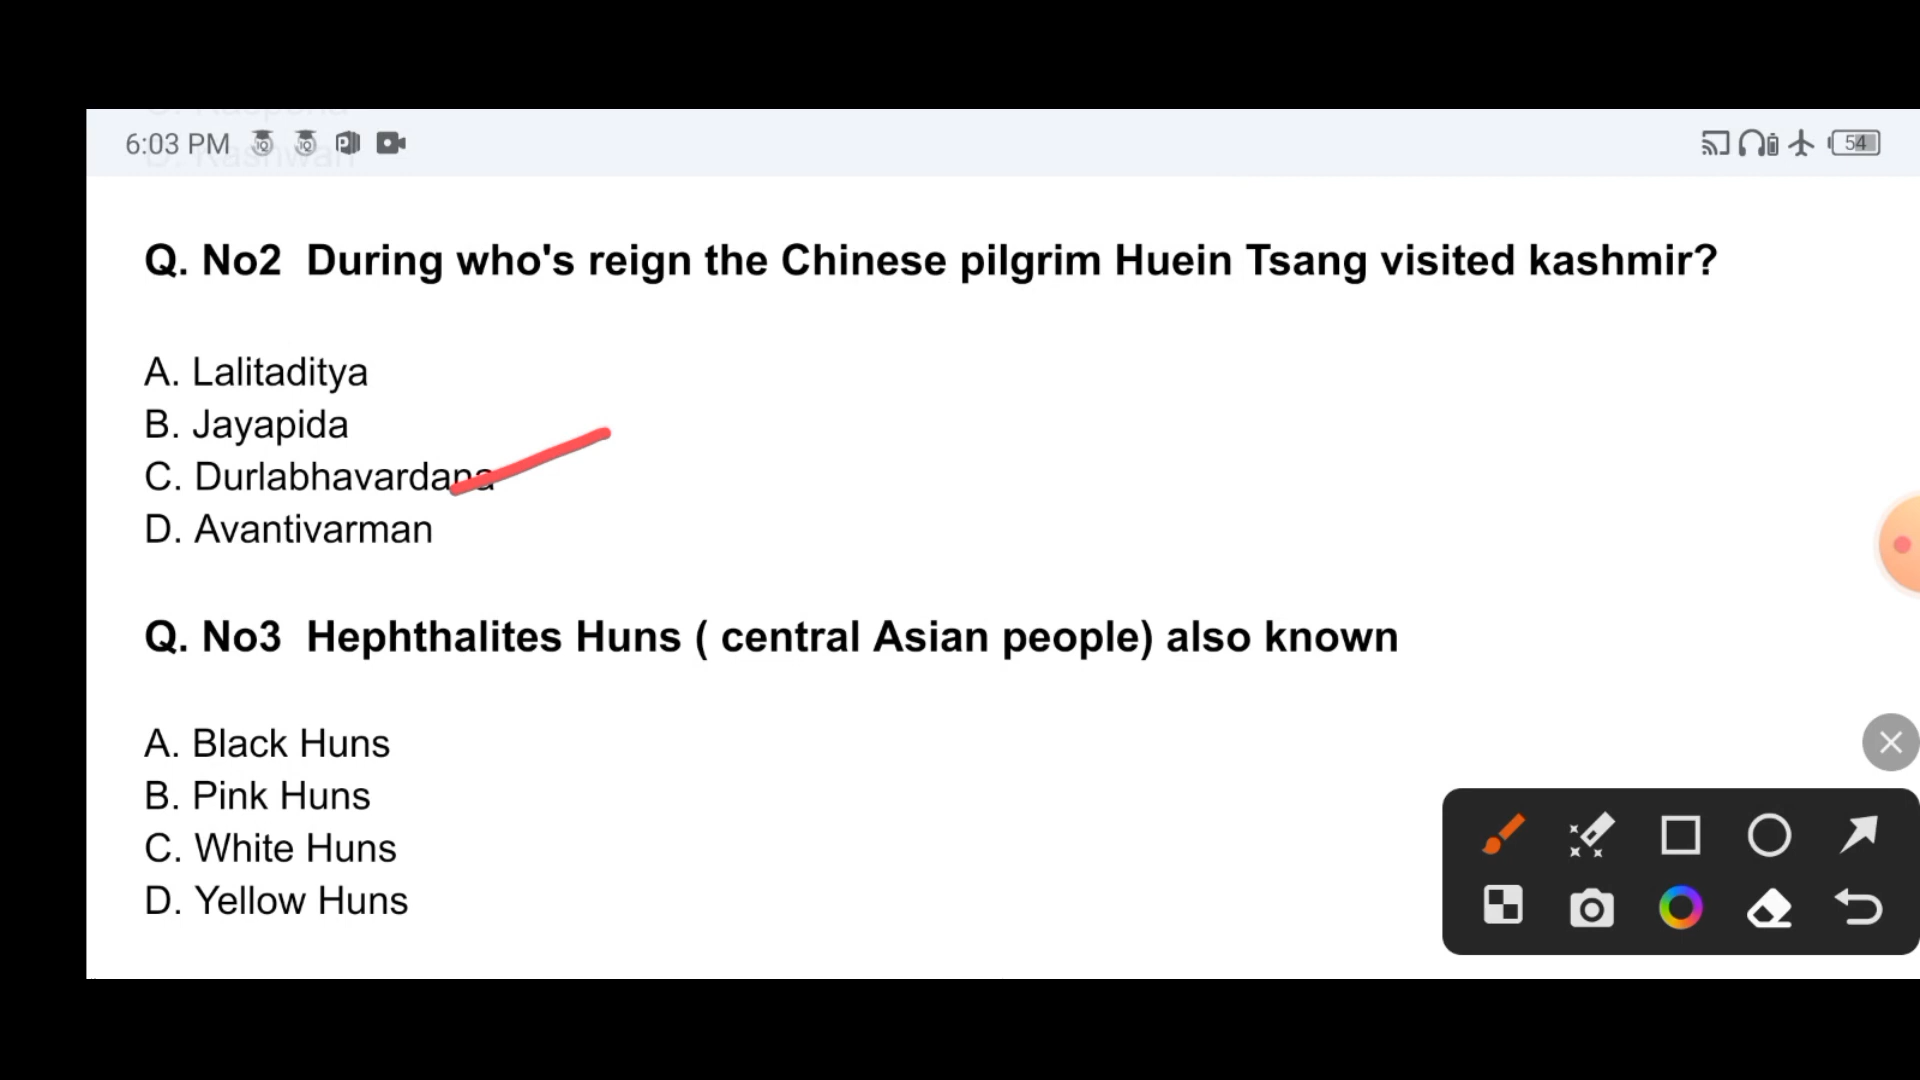 6:03 PM
54
D. Kashwan
Q. No2 During who's reign the Chinese pilgrim Huein Tsang visited kashmir?
A. Lalitaditya
B. Jayapida
C. Durlabhavardana
D. Avantivarman
Q. No3 Hephthalites Huns ( central Asian people) also known
A. Black Huns
B. Pink Huns
C. White Huns
D. Yellow Huns